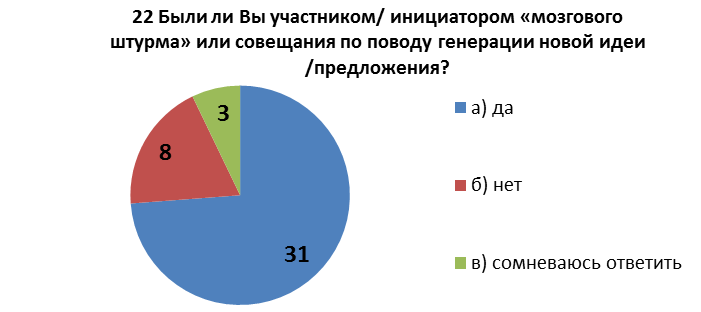 22 Были ли Вы участником/ инициатором «мозгового
штурма» или совещания по поводу генерации новой идеи
/предложения?
3
8
31
а) да
б) нет
в) сомневаюсь ответить